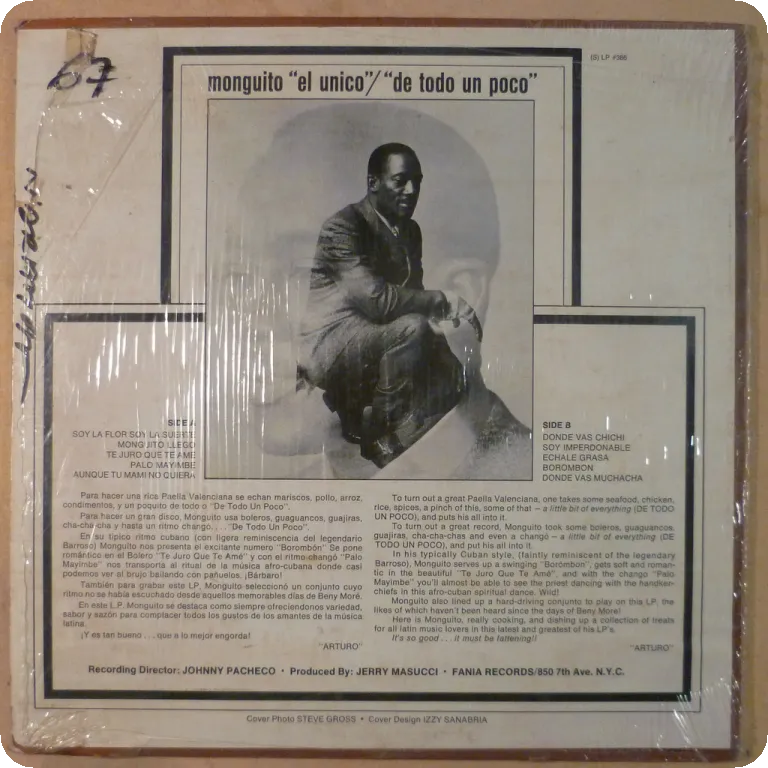 67
(S) LP #386
monguito "el unico"/"de todo un poco"
SIDE A
SOY LA FLOR SOY LA SUERTE
MONGUITO LLEGO
TE JURO QUE TE AME
PALO MAYIMBE
AUNQUE TU MAMI NO QUIERA
SIDE B
DONDE VAS CHICHI
SOY IMPERDONABLE
ECHALE GRASA
BOROMBON
DONDE VAS MUCHACHA
Para hacer una rica Paella Valenciana se echan mariscos, pollo, arroz,
condimentos, y un poquito de todo o "De Todo Un Poco".
Para hacer un gran disco, Monguito usa boleros, guaguancos, guajiras,
cha-cha-cha y hasta un ritmo chango. . . "De Todo Un Poco".
En su típico ritmo cubano (con ligera reminiscencia del legendario
Barroso) Monguito nos presenta el excitante numero "Borombón" Se pone
romántico en el Bolero "Te Juro Que Te Amé" y con el ritmo changó "Palo
Mayimbe" nos transporta al ritual de la música afro-cubana donde casi
podemos ver el brujo bailando con pañuelos. ¡Bárbaro!
También para grabar este LP, Monguito seleccionó un conjunto cuyo
ritmo no se había escuchado desde aquellos memorables días de Beny Moré.
En este L.P. Monguito se destaca como siempre ofreciendonos variedad,
sabor y sazón para complacer todos los gustos de los amantes de la música
latina.
¡Y es tan bueno . . . que a lo mejor engorda!
"ARTURO"
To turn out a great Paella Valenciana, one takes some seafood, chicken,
rice, spices, a pinch of this, some of that – a little bit of everything (DE TODO
UN POCO), and puts his all into it.
To turn out a great record, Monguito took some boleros, guaguancos,
guajiras, cha-cha-chas and even a changó – a little bit of everything (DE
TODO UN POCO), and put his all into it.
In his typically Cuban style, (faintly reminiscent of the legendary
Barroso), Monguito serves up a swinging "Borombon", gets soft and roman-
tic in the beautiful "Te Juro Que Te Amé", and with the chango "Palo
Mayimbe" you'll almost be able to see the priest dancing with the handker-
chiefs in this afro-cuban spiritual dance. Wild!
Monguito also lined up a hard-driving conjunto to play on this LP, the
likes of which haven't been heard since the days of Beny More!
Here is Monguito, really cooking, and dishing up a collection of treats
for all latin music lovers in this latest and greatest of his LP's.
It's so good . . . it must be fattening!!
"ARTURO"
Recording Director: JOHNNY PACHECO • Produced By: JERRY MASUCCI • FANIA RECORDS/850 7th Ave. N.Y.C.
Cover Photo STEVE GROSS • Cover Design IZZY SANABRIA